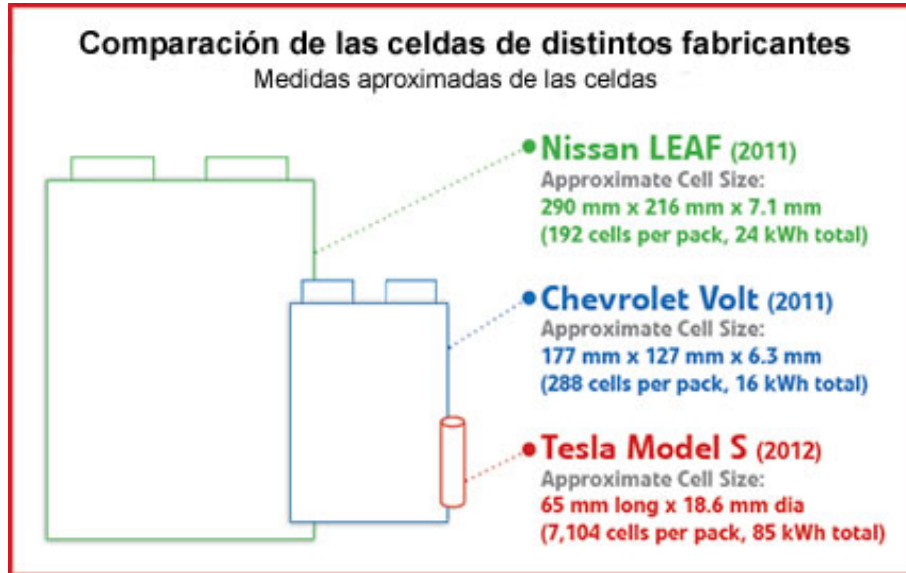 Comparación de las celdas de distintos fabricantes
Medidas aproximadas de las celdas
Nissan LEAF (2011)
Approximate Cell Size:
290 mm x 216 mm x 7.1 mm
(192 cells per pack, 24 kWh total)
Chevrolet Volt (2011)
Approximate Cell Size:
177 mm x 127 mm x 6.3 mm
(288 cells per pack, 16 kWh total)
Tesla Model S (2012)
Approximate Cell Size:
65 mm long x 18.6 mm dia
(7,104 cells per pack, 85 kWh total)